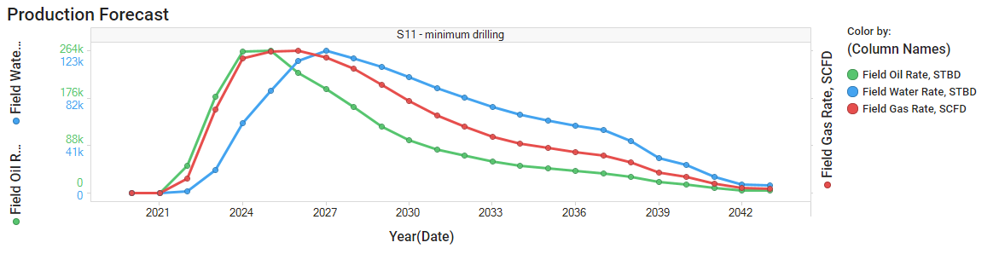 Production Forecast
S11 - minimum drilling
Field Wate...
Field Oil R...
264k
123k
176k
82k
88k
41k
0
0
2021
2024
2027
2030
2033
2036
2039
2042
Year(Date)
Field Gas Rate, SCFD
Color by:
(Column Names)
Field Oil Rate, STBD
Field Water Rate, STBD
Field Gas Rate, SCFD